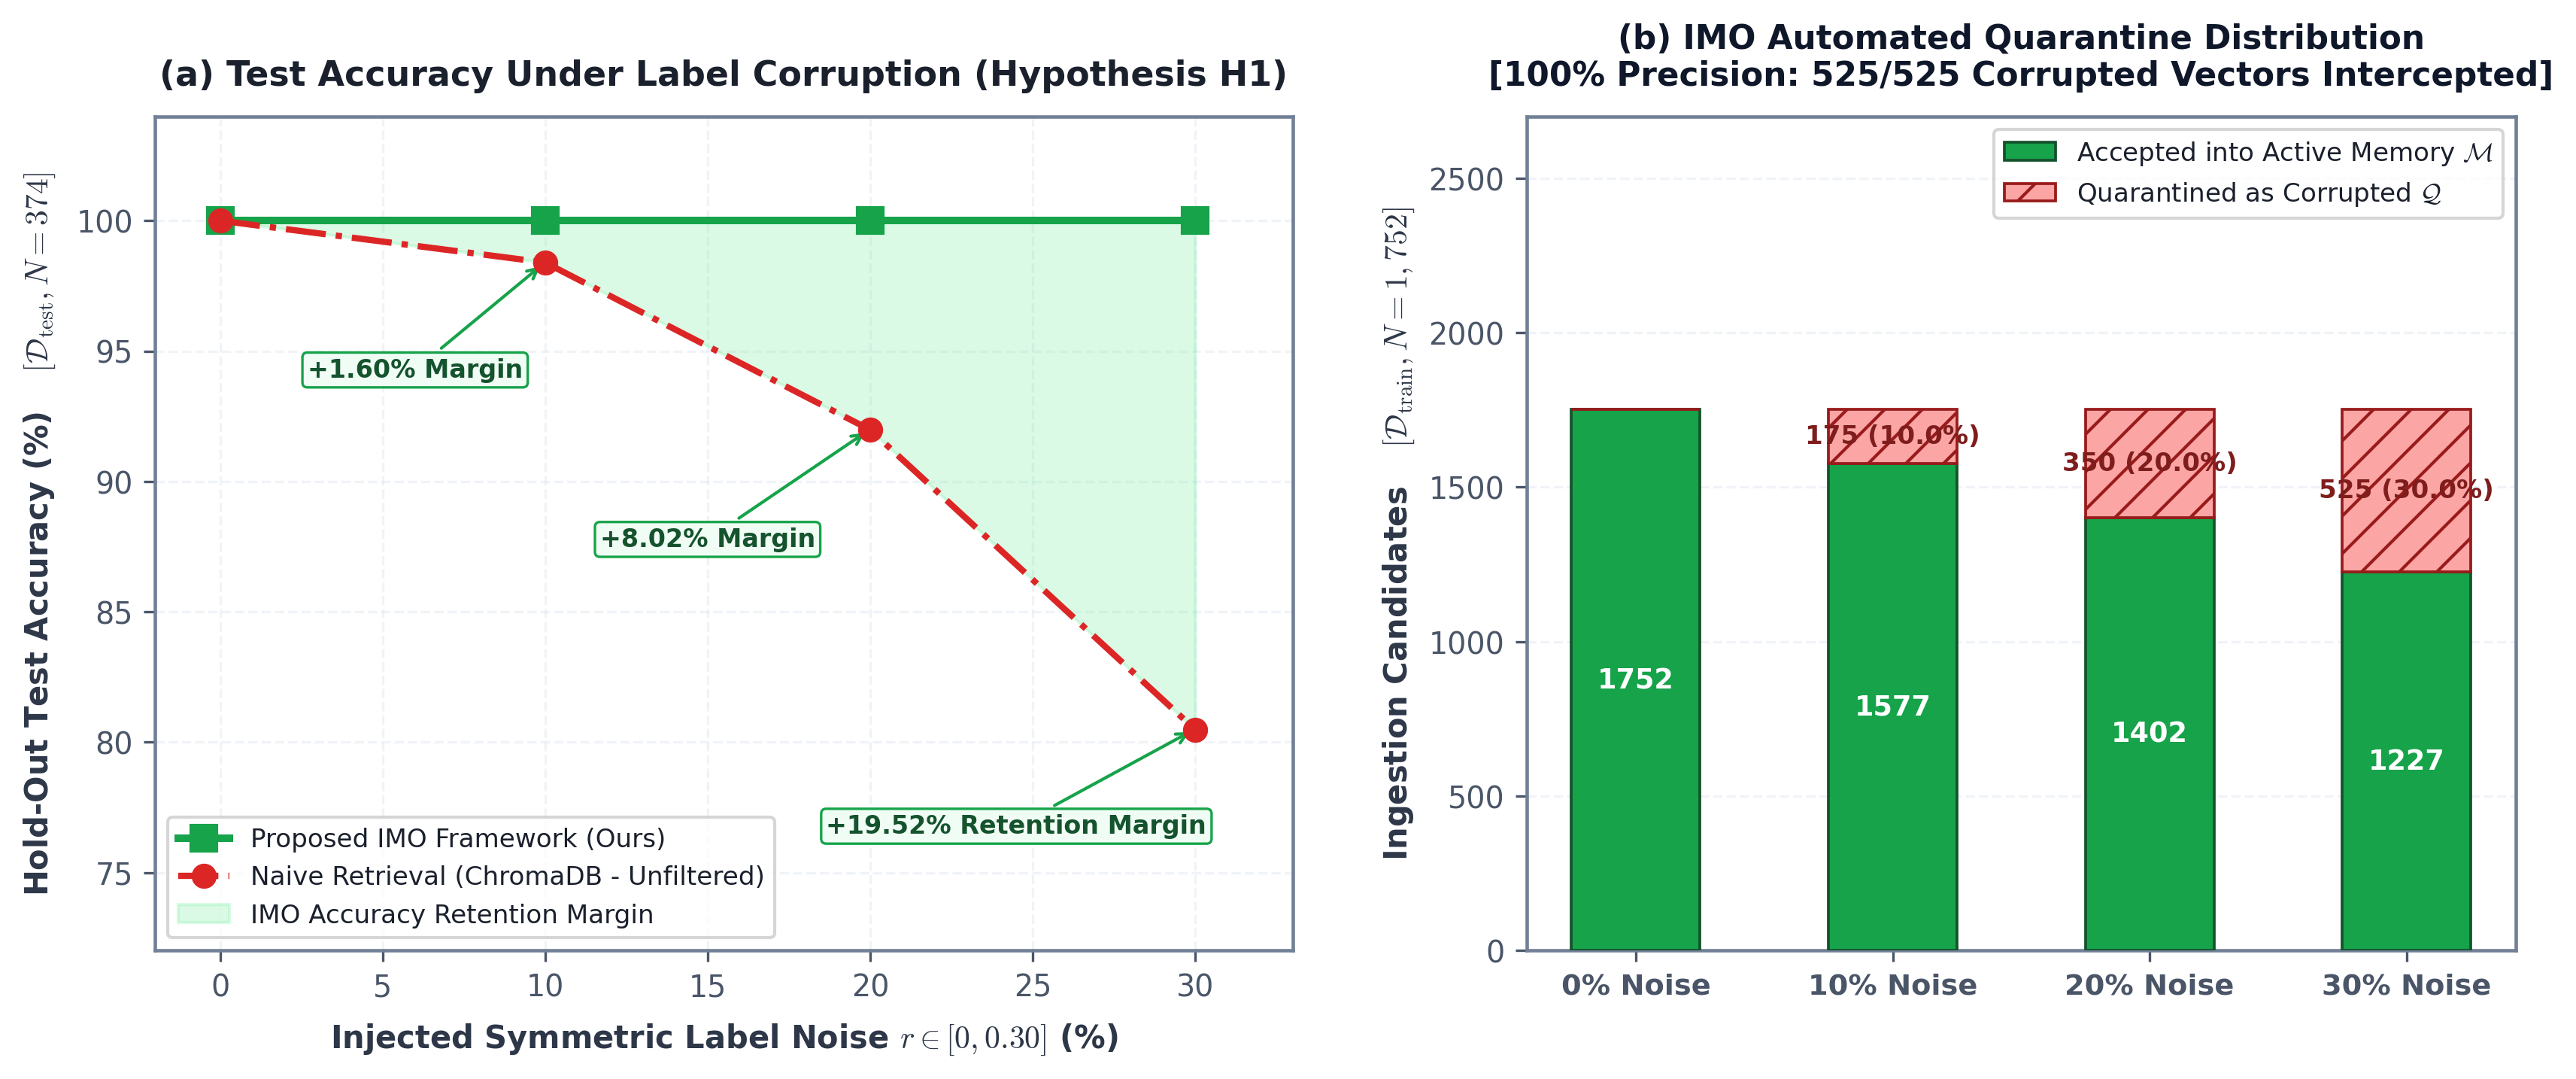 (a) Test Accuracy Under Label Corruption (Hypothesis H1)
Hold-Out Test Accuracy (%) [𝒟test, N = 374]
100
95
90
85
80
75
+1.60% Margin
+8.02% Margin
+19.52% Retention Margin
Proposed IMO Framework (Ours)
Naive Retrieval (ChromaDB - Unfiltered)
IMO Accuracy Retention Margin
0 5 10 15 20 25 30
Injected Symmetric Label Noise r ∈ [0, 0.30] (%)
(b) IMO Automated Quarantine Distribution
[100% Precision: 525/525 Corrupted Vectors Intercepted]
Ingestion Candidates [𝒟train, N = 1,752]
2500
2000
1500
1000
500
0
Accepted into Active Memory ℳ
Quarantined as Corrupted 𝒬
175 (10.0%)
350 (20.0%)
525 (30.0%)
1752
1577
1402
1227
0% Noise 10% Noise 20% Noise 30% Noise